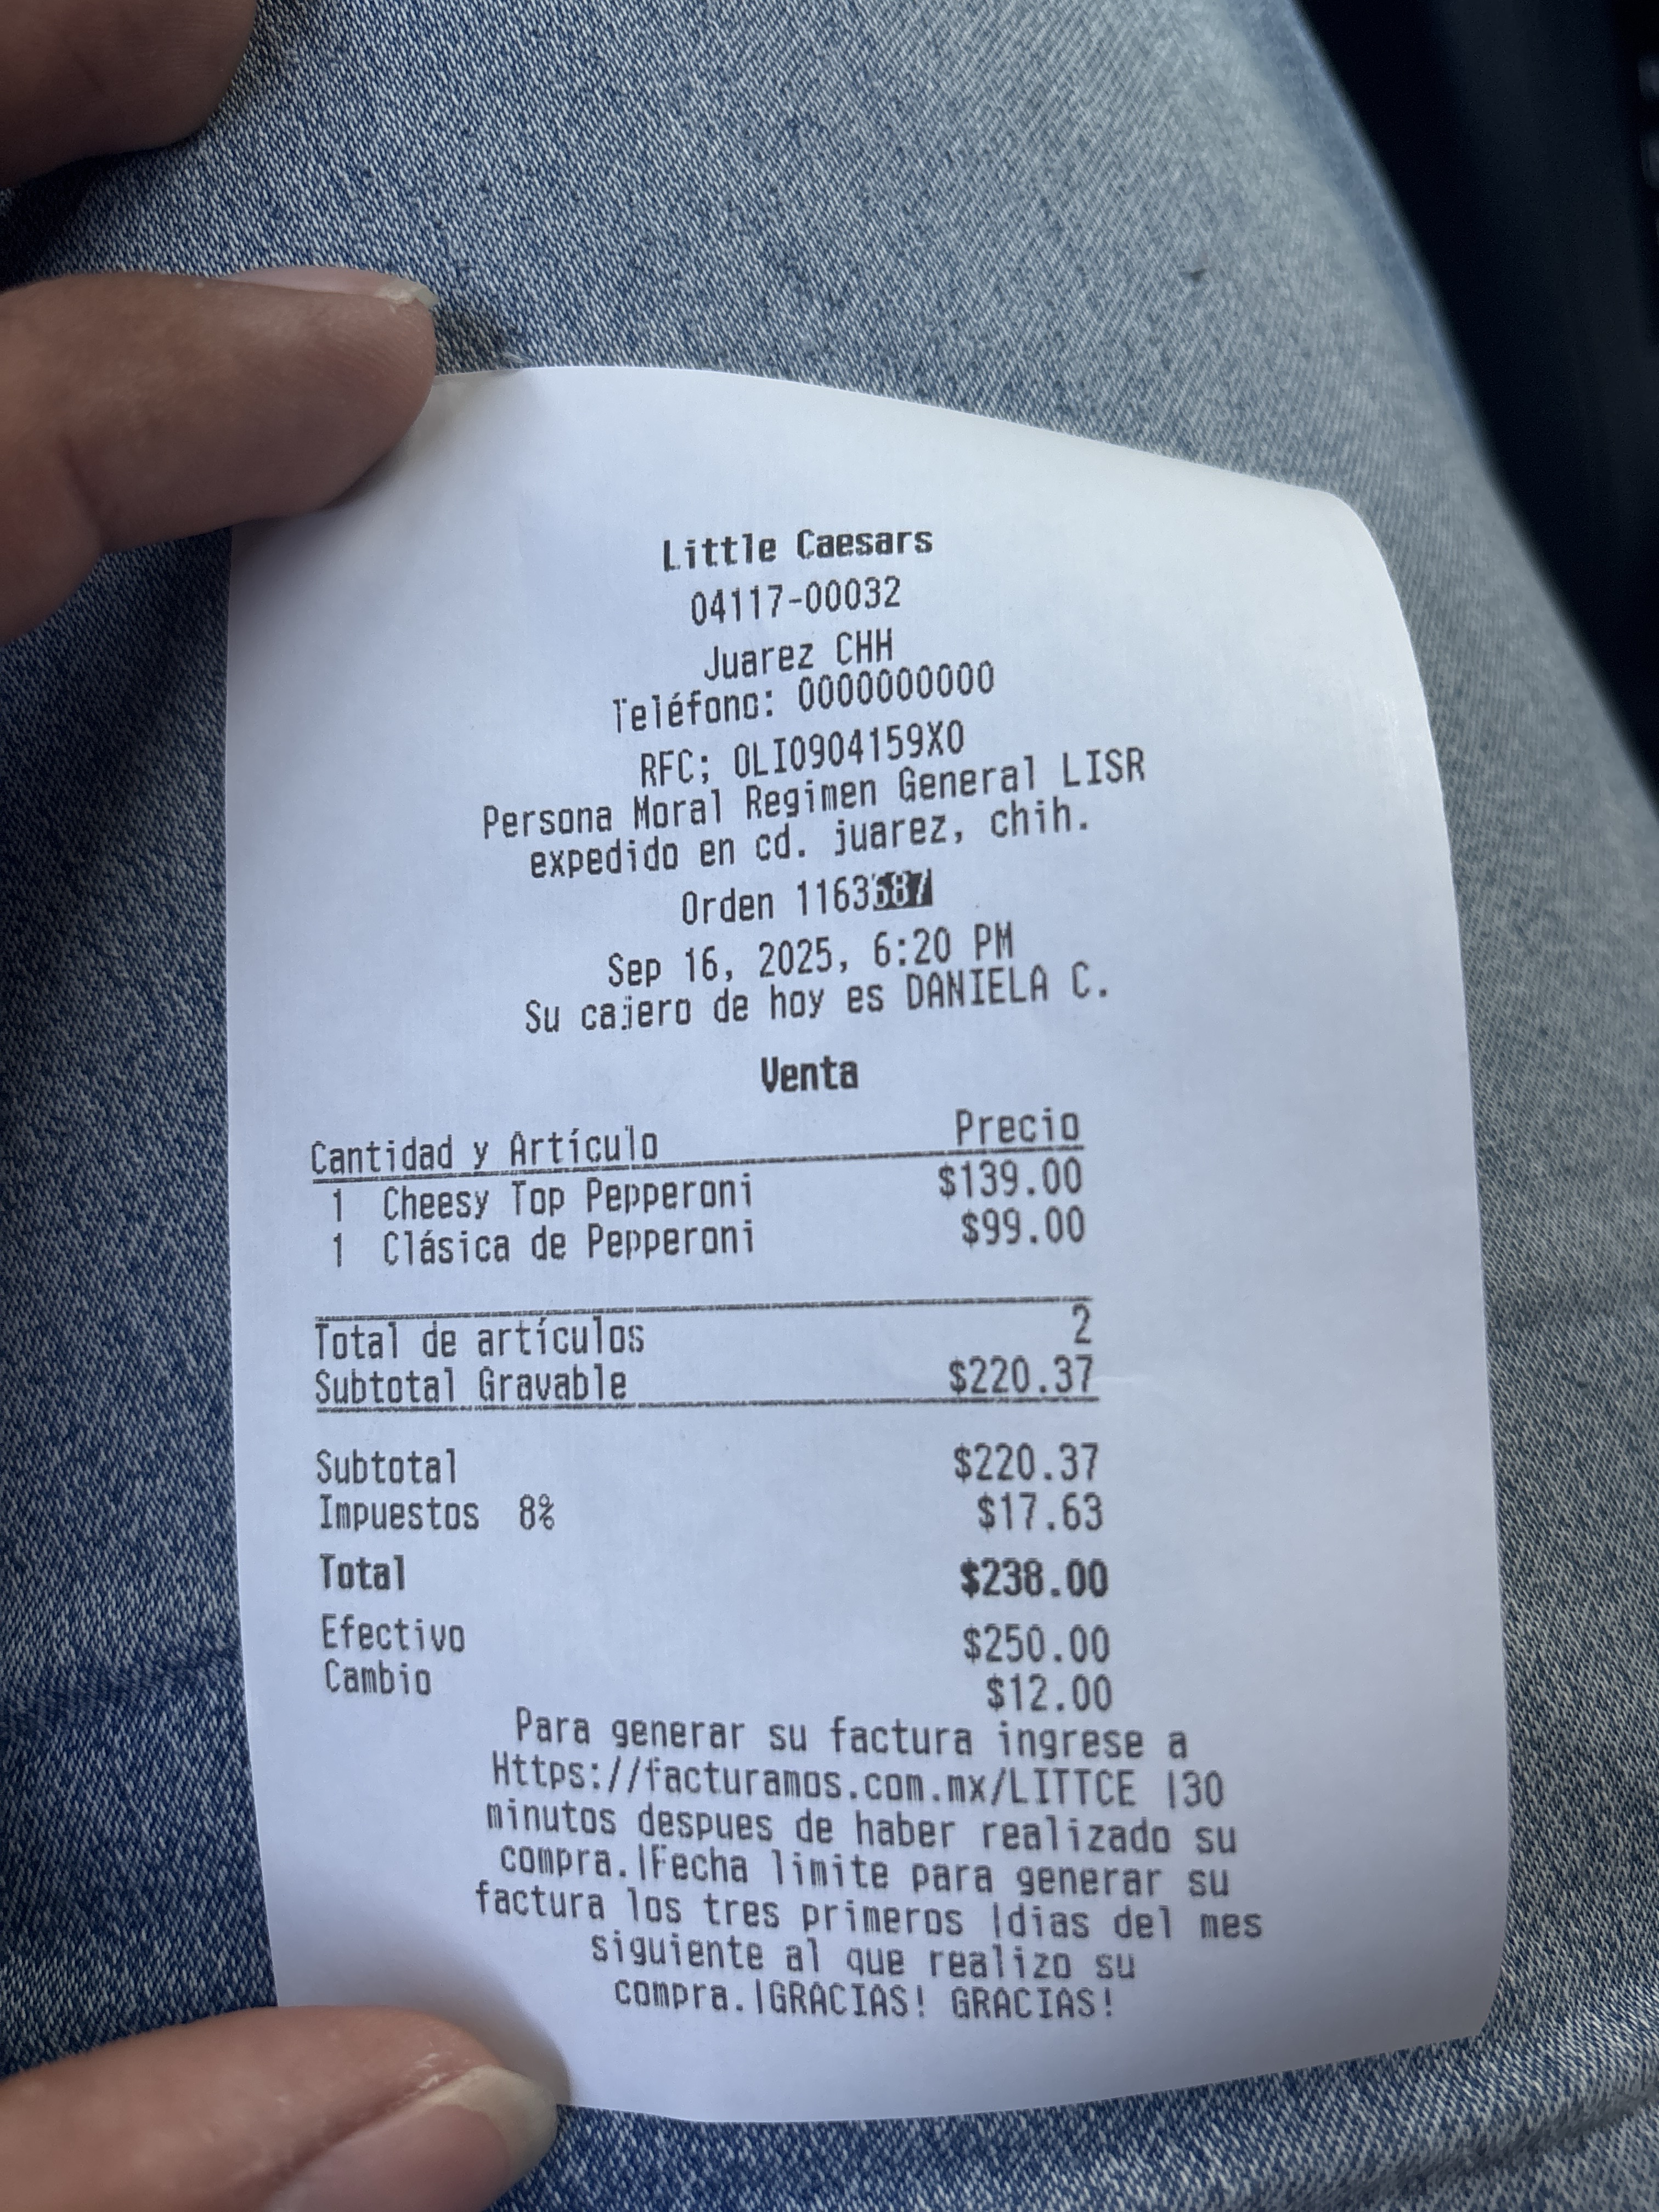 Little Caesars
04117-00032
Juarez CHH
Teléfono: 0000000000
RFC; OLI0904159X0
Persona Moral Regimen General LISR
expedido en cd. juarez, chih.
Orden 1163687
Sep 16, 2025, 6:20 PM
Su cajero de hoy es DANIELA C.
Venta
Cantidad y Artículo Precio
1 Cheesy Top Pepperoni $139.00
1 Clásica de Pepperoni $99.00
Total de artículos 2
Subtotal Gravable $220.37
Subtotal $220.37
Impuestos 8% $17.63
Total $238.00
Efectivo $250.00
Cambio $12.00
Para generar su factura ingrese a
Https://facturamos.com.mx/LITTCE |30
minutos despues de haber realizado su
compra.|Fecha limite para generar su
factura los tres primeros |dias del mes
siguiente al que realizo su
compra.|GRACIAS! GRACIAS!